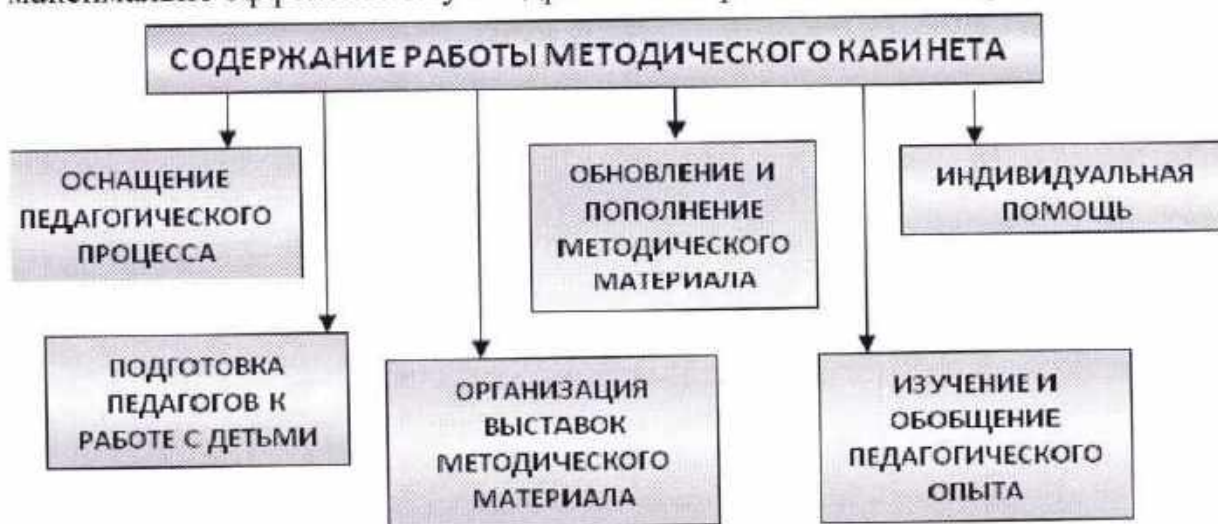 СОДЕРЖАНИЕ РАБОТЫ МЕТОДИЧЕСКОГО КАБИНЕТА
ОСНАЩЕНИЕ
ПЕДАГОГИЧЕСКОГО
ПРОЦЕССА
ОБНОВЛЕНИЕ И
ПОПОЛНЕНИЕ
МЕТОДИЧЕСКОГО
МАТЕРИАЛА
ИНДИВИДУАЛЬНАЯ
ПОМОЩЬ
ПОДГОТОВКА
ПЕДАГОГОВ К
РАБОТЕ С ДЕТЬМИ
ОРГАНИЗАЦИЯ
ВЫСТАВОК
МЕТОДИЧЕСКОГО
МАТЕРИАЛА
ИЗУЧЕНИЕ И
ОБОБЩЕНИЕ
ПЕДАГОГИЧЕСКОГО
ОПЫТА